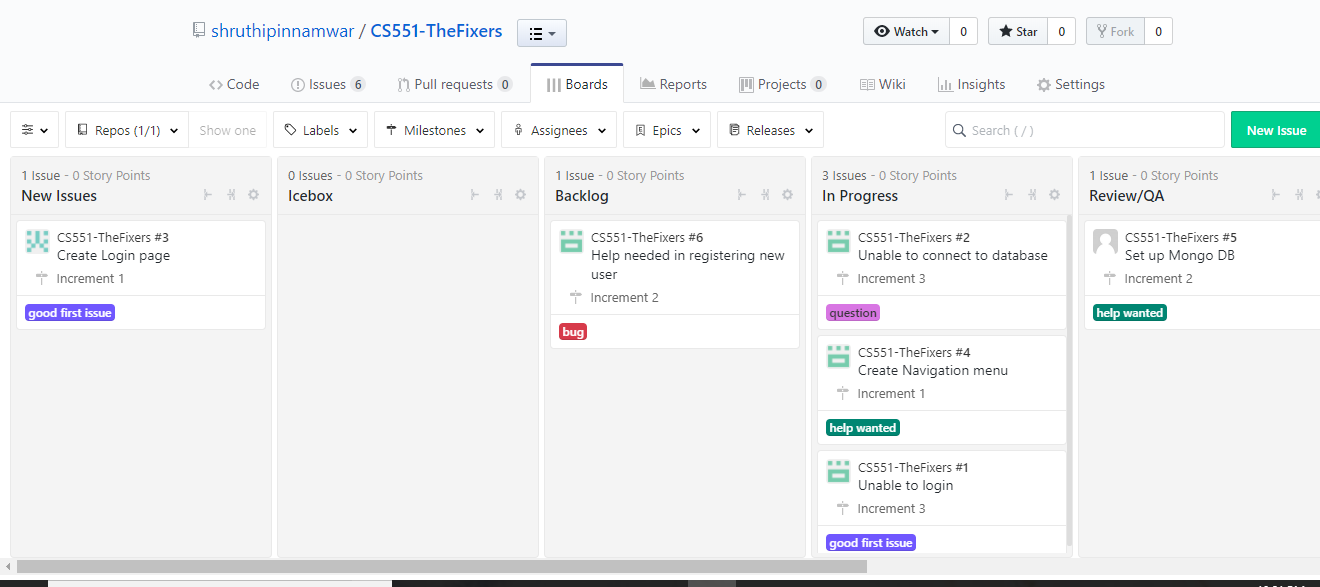 shruthipinnamwar / CS551-TheFixers
Watch 0 Star 0 Fork 0
Code Issues 6 Pull requests 0 Boards Reports Projects 0 Wiki Insights Settings
Repos (1/1) Show one Labels Milestones Assignees Epics Releases Search ( / ) New Issue
1 Issue - 0 Story Points
New Issues
CS551-TheFixers #3
Create Login page
Increment 1
good first issue
0 Issues - 0 Story Points
Icebox
1 Issue - 0 Story Points
Backlog
CS551-TheFixers #6
Help needed in registering new
user
Increment 2
bug
3 Issues - 0 Story Points
In Progress
CS551-TheFixers #2
Unable to connect to database
Increment 3
question
CS551-TheFixers #4
Create Navigation menu
Increment 1
help wanted
CS551-TheFixers #1
Unable to login
Increment 3
good first issue
1 Issue - 0 Story Points
Review/QA
CS551-TheFixers #5
Set up Mongo DB
Increment 2
help wanted